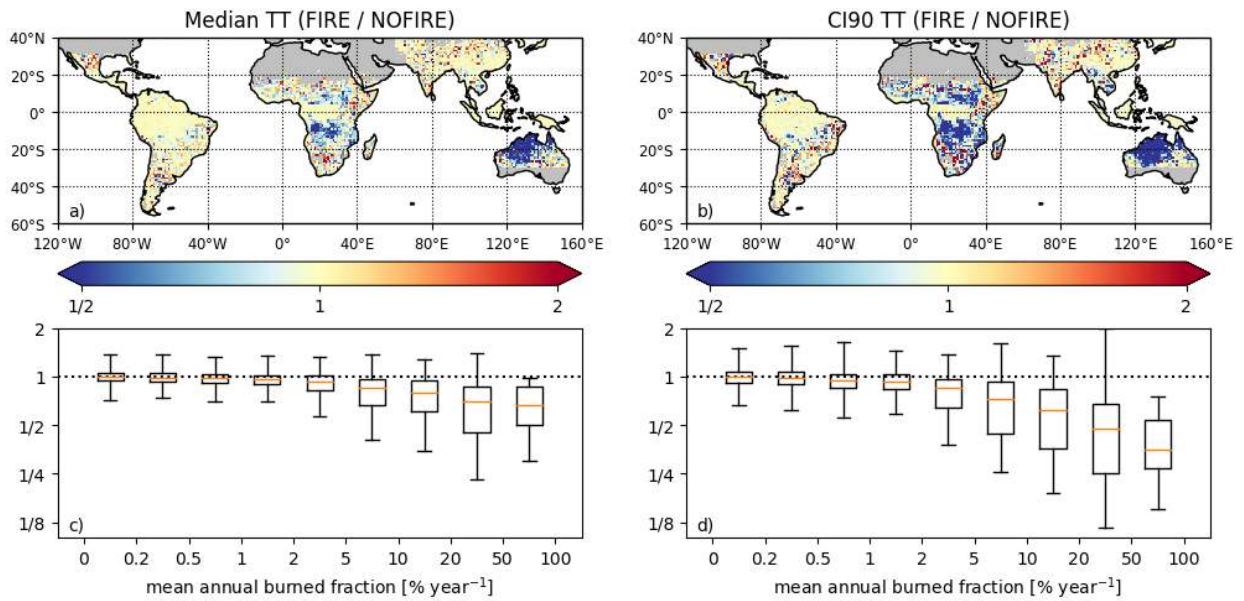 Median TT (FIRE / NOFIRE)
CI90 TT (FIRE / NOFIRE)
40°N
20°S
0°
20°S
40°S
60°S
a)
120°W 80°W 40°W 0° 40°E 80°E 120°E 160°E
40°N
20°S
0°
20°S
40°S
60°S
b)
120°W 80°W 40°W 0° 40°E 80°E 120°E 160°E
1/2 1 2
1/2 1 2
2
1
1/2
1/4
1/8
c)
0 0.2 0.5 1 2 5 10 20 50 100
mean annual burned fraction [% year⁻¹]
2
1
1/2
1/4
1/8
d)
0 0.2 0.5 1 2 5 10 20 50 100
mean annual burned fraction [% year⁻¹]